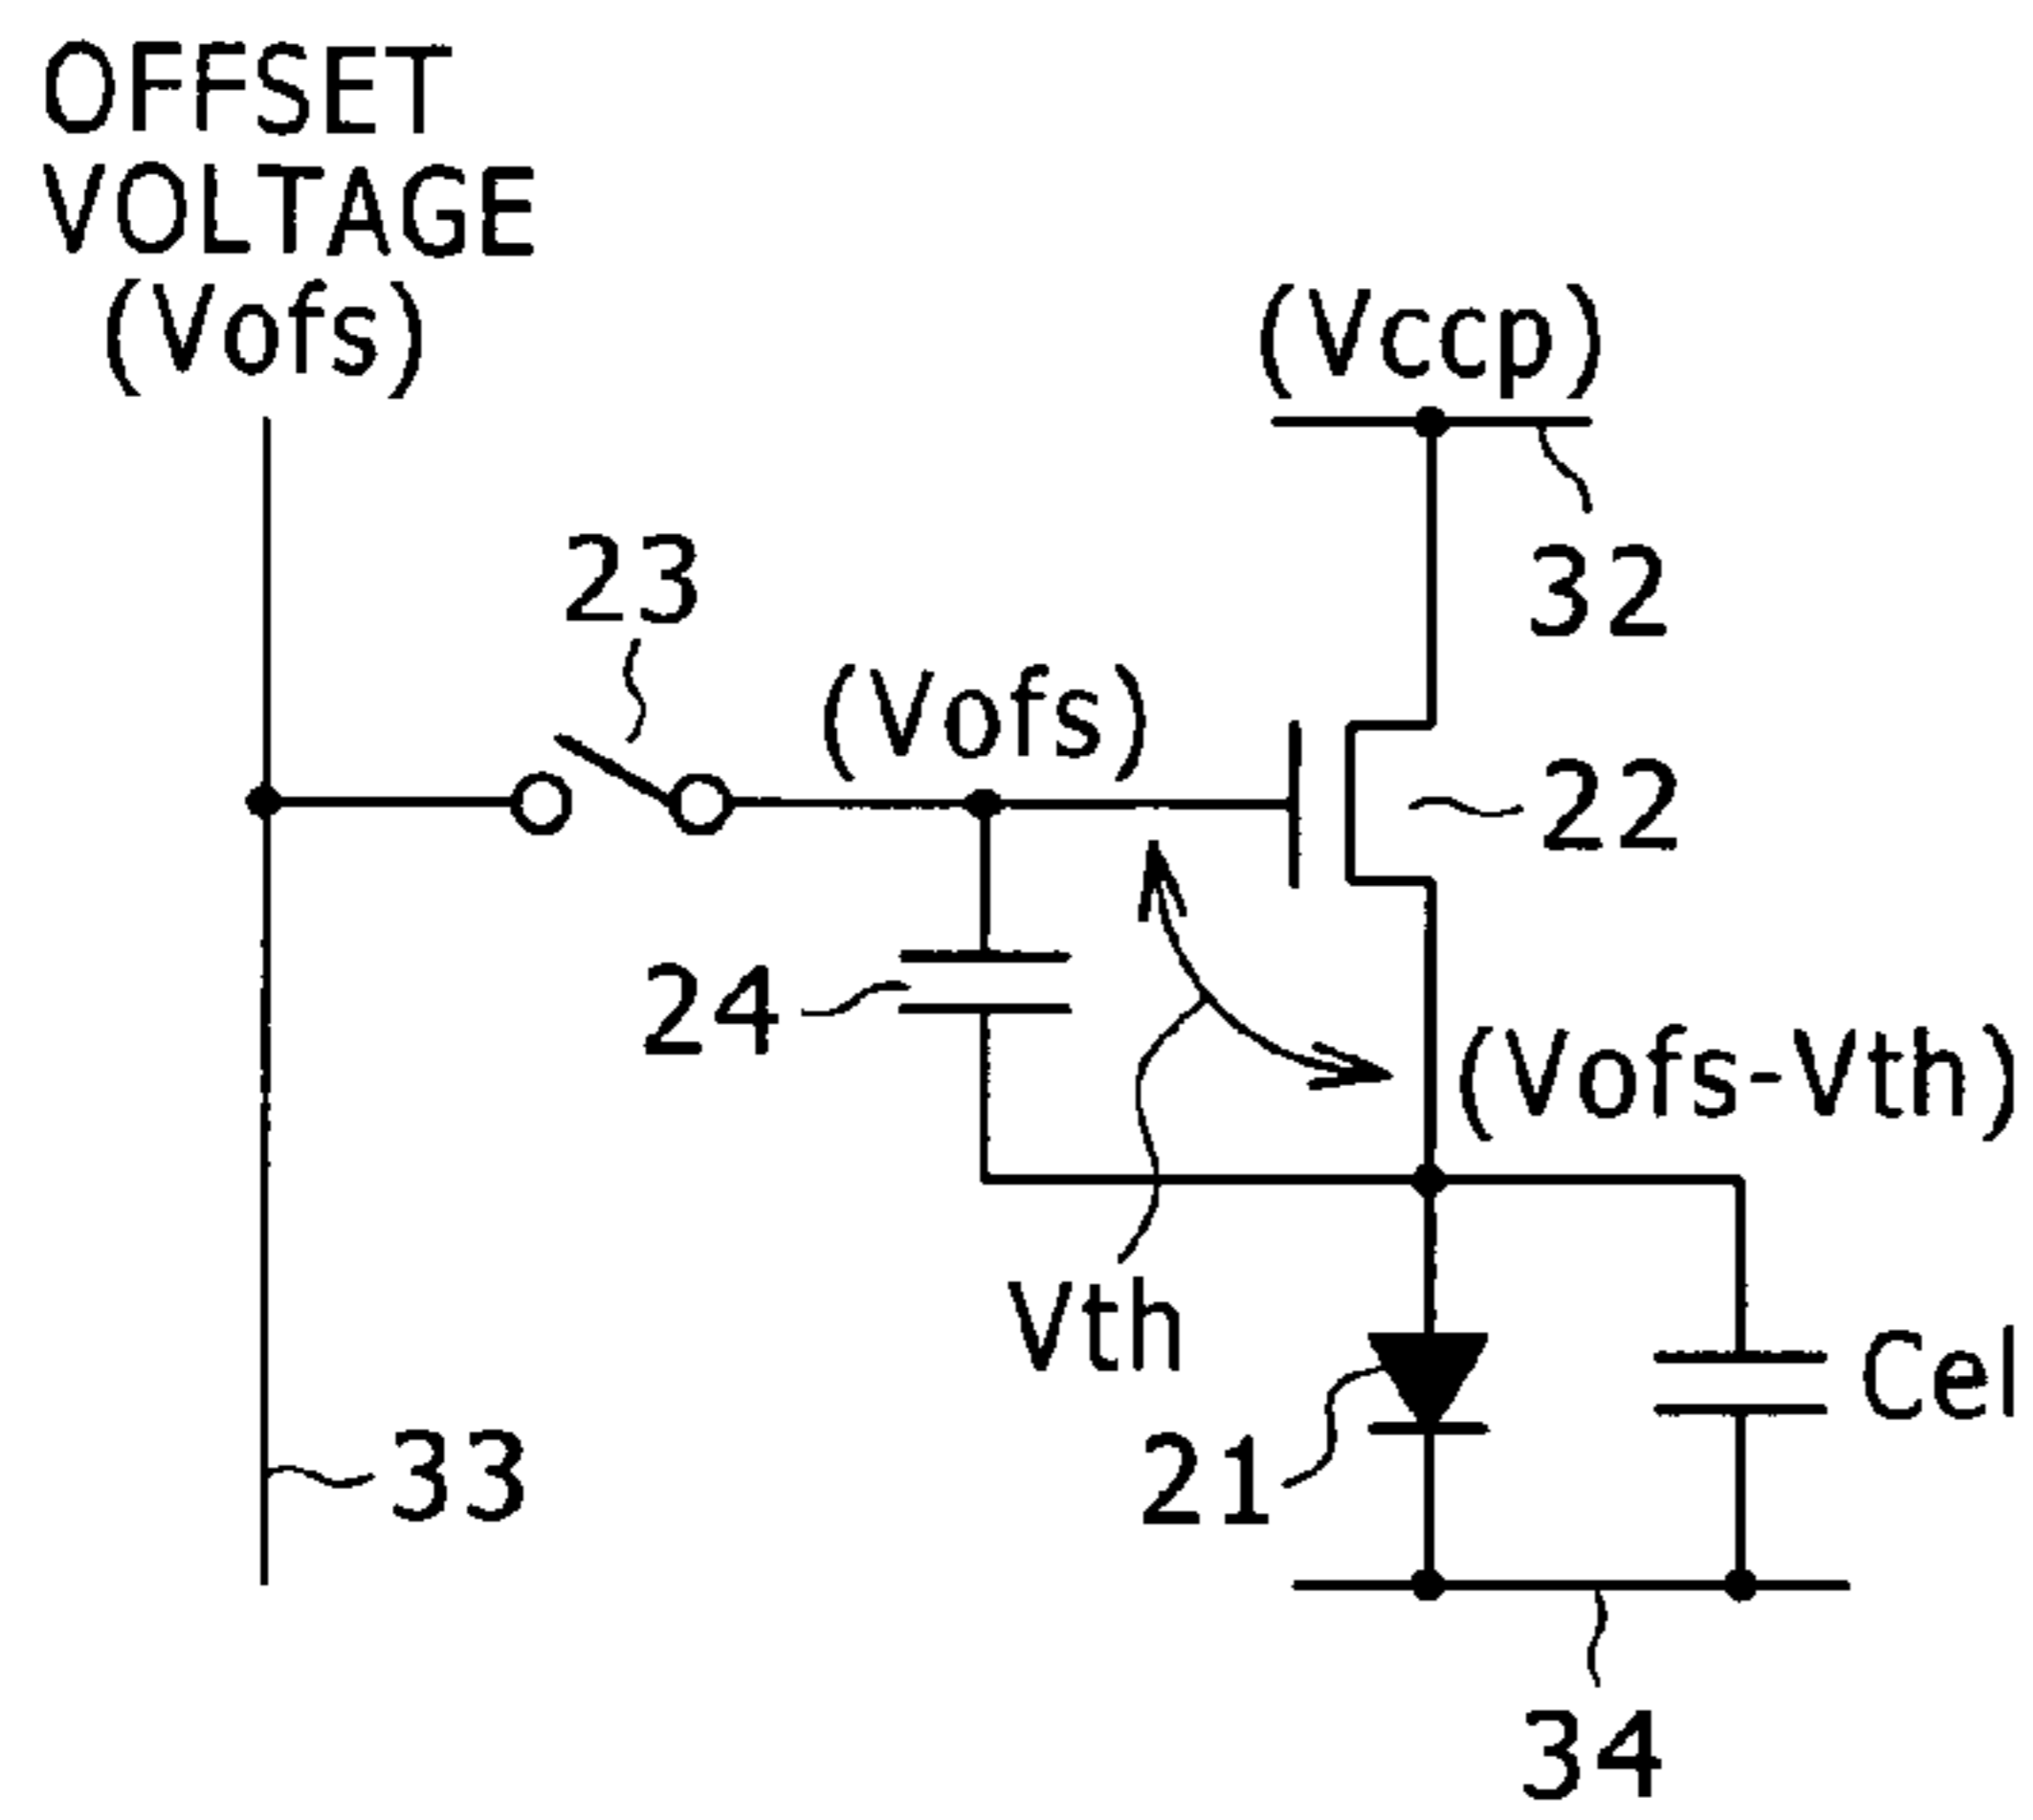 OFFSET
VOLTAGE
(Vofs)
(Vccp)
23
32
(Vofs)
22
24
(Vofs-Vth)
Vth
Cel
33
21
34